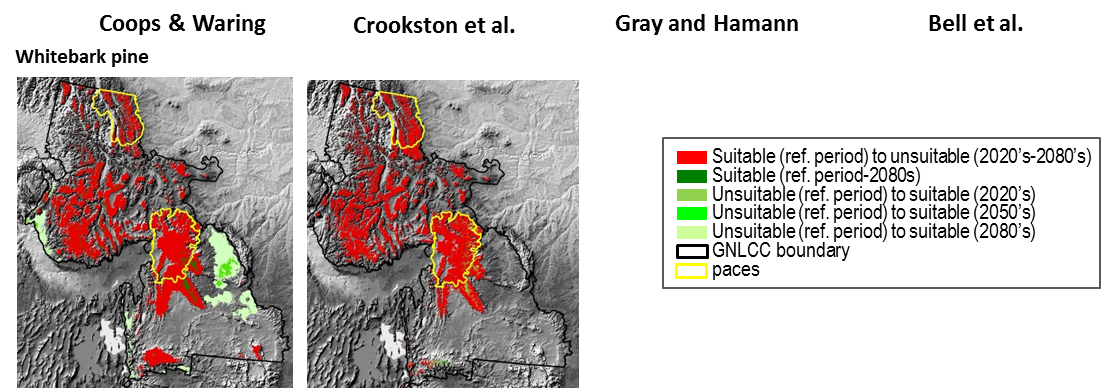 Coops & Waring
Crookston et al.
Gray and Hamann
Bell et al.
Whitebark pine
Suitable (ref. period) to unsuitable (2020's-2080's)
Suitable (ref. period-2080s)
Unsuitable (ref. period) to suitable (2020's)
Unsuitable (ref. period) to suitable (2050's)
Unsuitable (ref. period) to suitable (2080's)
GNLCC boundary
paces